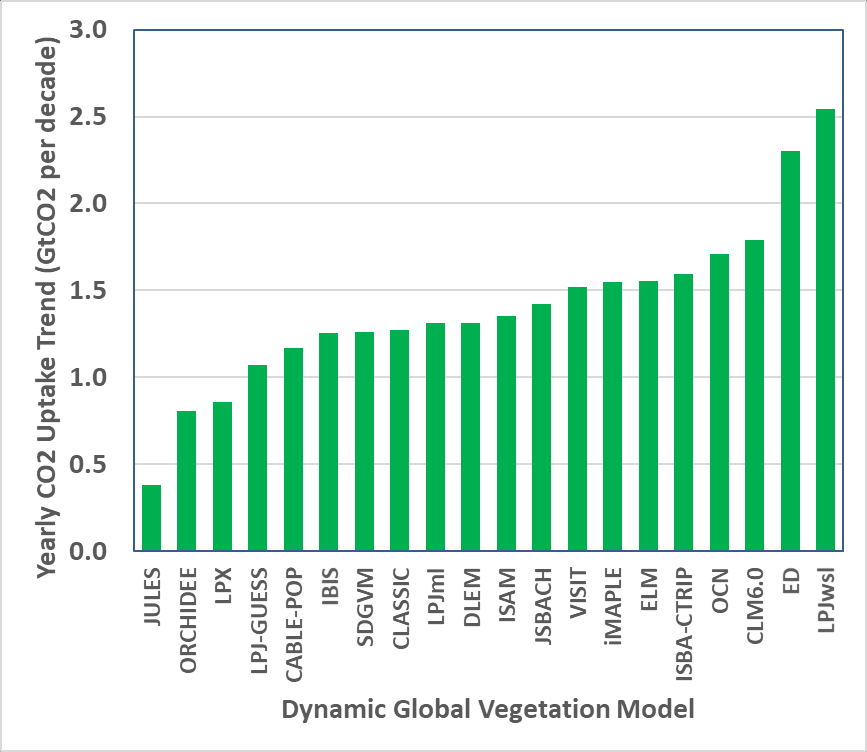 Yearly CO2 Uptake Trend (GtCO2 per decade)
3.0
2.5
2.0
1.5
1.0
0.5
0.0
JULES
ORCHIDEE
LPX
LPJ-GUESS
CABLE-POP
IBIS
SDGVM
CLASSIC
LPJml
DLEM
ISAM
JSBACH
VISIT
iMAPLE
ELM
ISBA-CTRIP
OCN
CLM6.0
ED
LPJwsl
Dynamic Global Vegetation Model